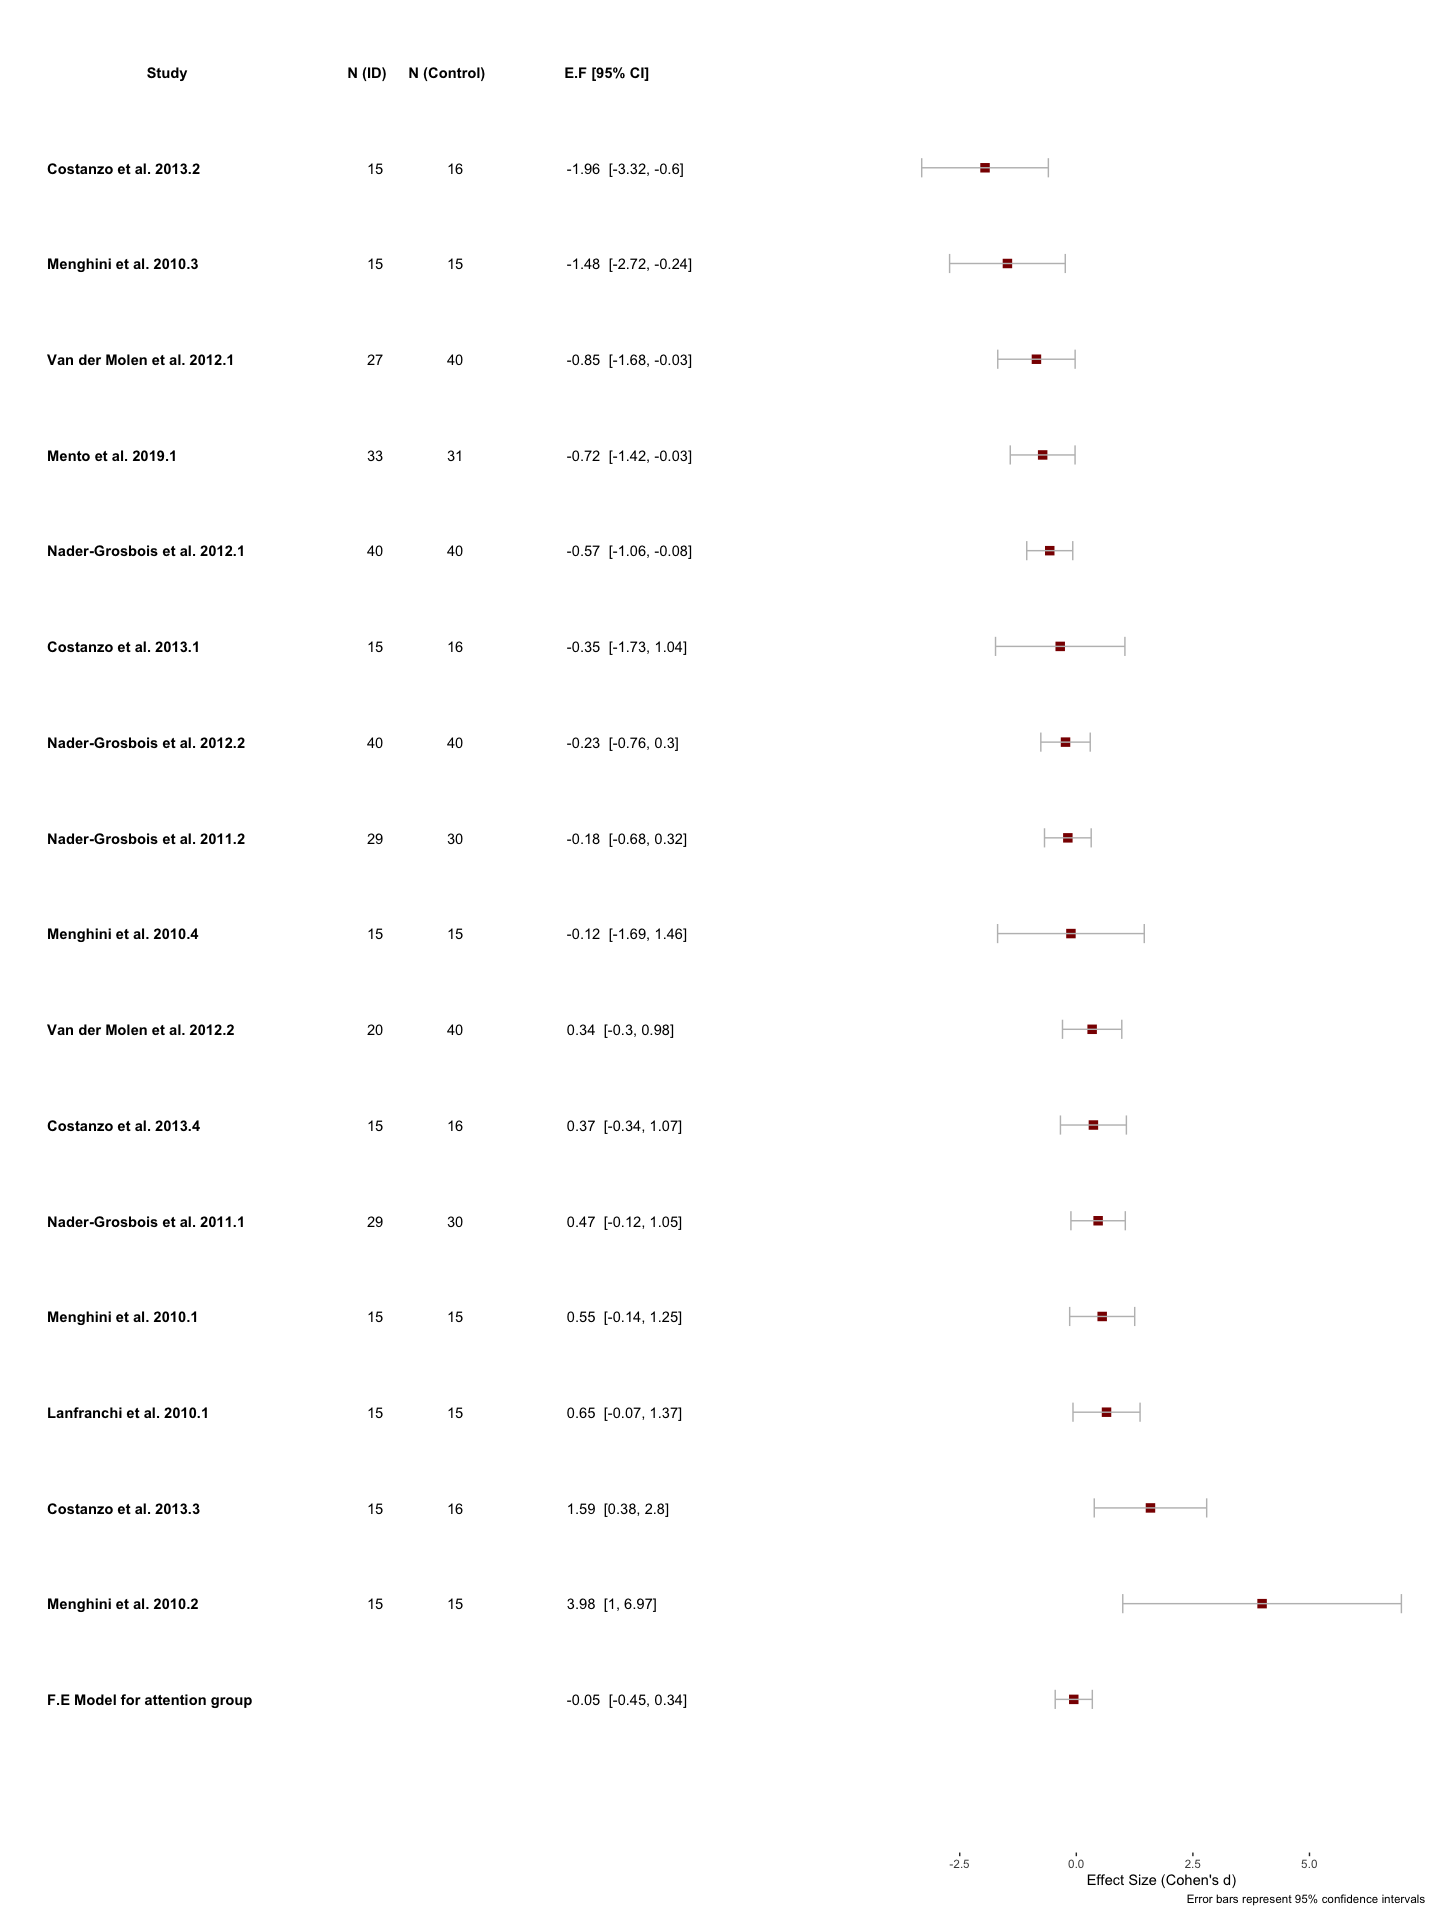 Study N (ID) N (Control) E.F [95% CI]
Costanzo et al. 2013.2 15 16 -1.96 [-3.32, -0.6]
Menghini et al. 2010.3 15 15 -1.48 [-2.72, -0.24]
Van der Molen et al. 2012.1 27 40 -0.85 [-1.68, -0.03]
Mento et al. 2019.1 33 31 -0.72 [-1.42, -0.03]
Nader-Grosbois et al. 2012.1 40 40 -0.57 [-1.06, -0.08]
Costanzo et al. 2013.1 15 16 -0.35 [-1.73, 1.04]
Nader-Grosbois et al. 2012.2 40 40 -0.23 [-0.76, 0.3]
Nader-Grosbois et al. 2011.2 29 30 -0.18 [-0.68, 0.32]
Menghini et al. 2010.4 15 15 -0.12 [-1.69, 1.46]
Van der Molen et al. 2012.2 20 40 0.34 [-0.3, 0.98]
Costanzo et al. 2013.4 15 16 0.37 [-0.34, 1.07]
Nader-Grosbois et al. 2011.1 29 30 0.47 [-0.12, 1.05]
Menghini et al. 2010.1 15 15 0.55 [-0.14, 1.25]
Lanfranchi et al. 2010.1 15 15 0.65 [-0.07, 1.37]
Costanzo et al. 2013.3 15 16 1.59 [0.38, 2.8]
Menghini et al. 2010.2 15 15 3.98 [1, 6.97]
F.E Model for attention group -0.05 [-0.45, 0.34]
-2.5 0.0 2.5 5.0
Effect Size (Cohen's d)
Error bars represent 95% confidence intervals